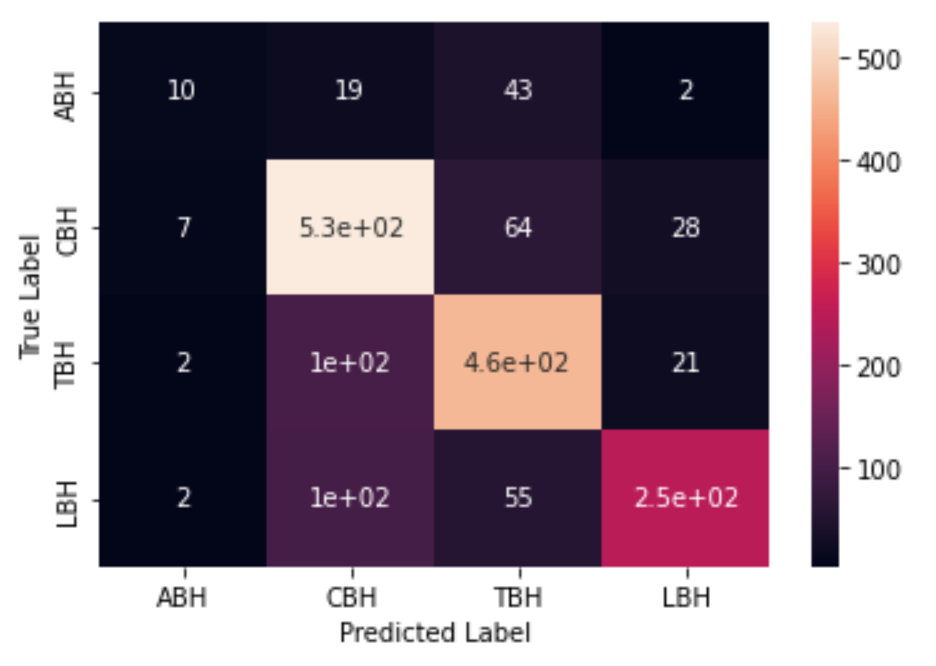 10 19 43 2
7 5.3e+02 64 28
2 1e+02 4.6e+02 21
2 1e+02 55 2.5e+02
ABH
CBH
TBH
LBH
True Label
ABH CBH TBH LBH
Predicted Label
500
400
300
200
100